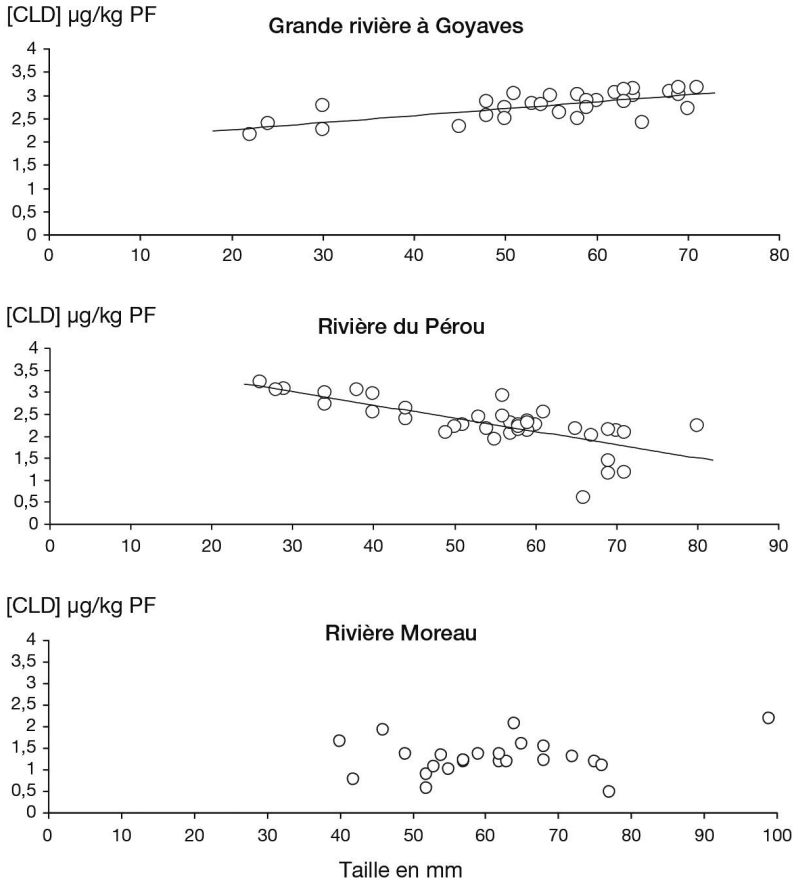 [CLD] µg/kg PF
Grande rivière à Goyaves
4
3,5
3
2,5
2
1,5
1
0,5
0
0 10 20 30 40 50 60 70 80
[CLD] µg/kg PF
Rivière du Pérou
4
3,5
3
2,5
2
1,5
1
0,5
0
0 10 20 30 40 50 60 70 80 90
[CLD] µg/kg PF
Rivière Moreau
4
3,5
3
2,5
2
1,5
1
0,5
0
0 10 20 30 40 50 60 70 80 90 100
Taille en mm